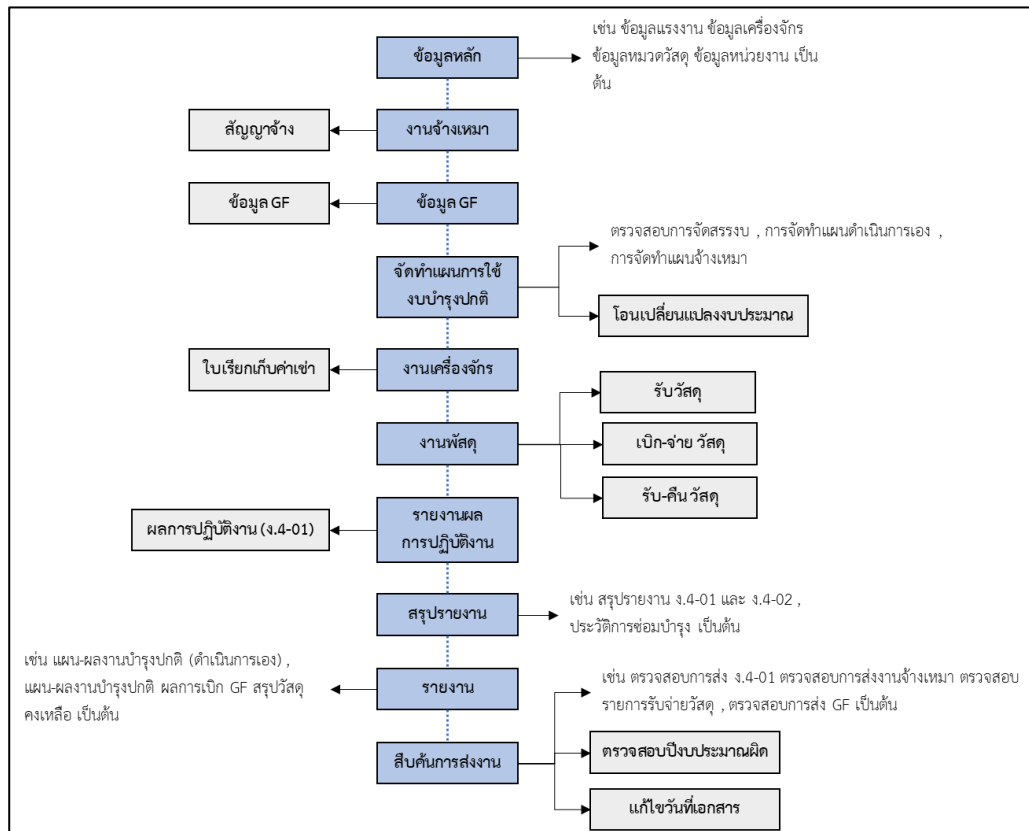 ข้อมูลหลัก
เช่น ข้อมูลแรงงาน ข้อมูลเครื่องจักร
ข้อมูลหมวดวัสดุ ข้อมูลหน่วยงาน เป็น
ต้น
สัญญาจ้าง
งานจ้างเหมา
ข้อมูล GF
ข้อมูล GF
จัดทำแผนการใช้
งบบำรุงปกติ
ตรวจสอบการจัดสรรงบ , การจัดทำแผนดำเนินการเอง ,
การจัดทำแผนจ้างเหมา
โอนเปลี่ยนแปลงงบประมาณ
ใบเรียกเก็บค่าเช่า
งานเครื่องจักร
งานพัสดุ
รับวัสดุ
เบิก-จ่าย วัสดุ
รับ-คืน วัสดุ
ผลการปฏิบัติงาน (ง.4-01)
รายงานผล
การปฏิบัติงาน
สรุปรายงาน
เช่น สรุปรายงาน ง.4-01 และ ง.4-02 ,
ประวัติการซ่อมบำรุง เป็นต้น
เช่น แผน-ผลงานบำรุงปกติ (ดำเนินการเอง) ,
แผน-ผลงานบำรุงปกติ ผลการเบิก GF สรุปวัสดุ
คงเหลือ เป็นต้น
รายงาน
สืบค้นการส่งงาน
เช่น ตรวจสอบการส่ง ง.4-01 ตรวจสอบการส่งงานจ้างเหมา ตรวจสอบ
รายการรับจ่ายวัสดุ , ตรวจสอบการส่ง GF เป็นต้น
ตรวจสอบปีงบประมาณผิด
แก้ไขวันที่เอกสาร